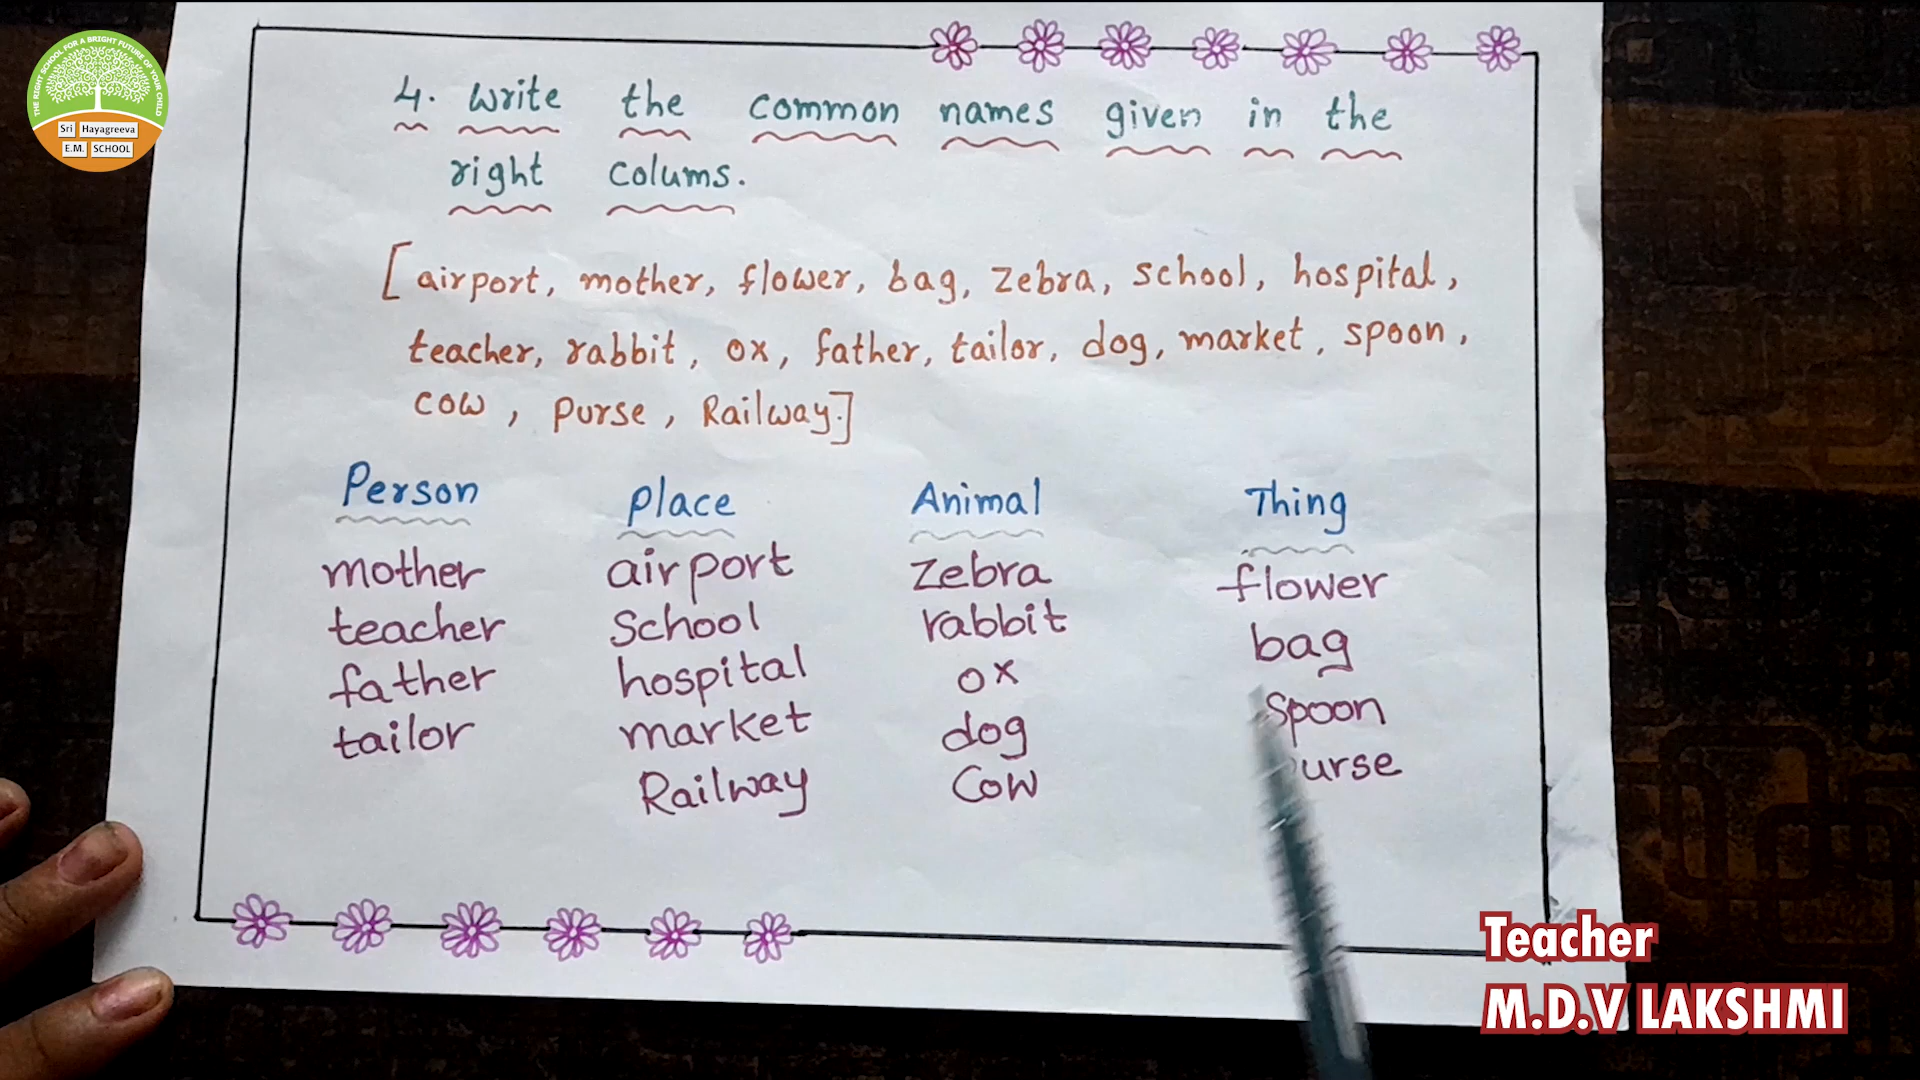 THE RIGHT SCHOOL FOR A BRIGHT FUTURE OF YOUR CHILD
Sri Hayagreeva
E.M. SCHOOL
4. Write the common names given in the
right colums.
[airport, mother, flower, bag, zebra, school, hospital,
teacher, rabbit, ox, father, tailor, dog, market, spoon,
cow, purse, Railway.]
Person Place Animal Thing
mother airport zebra flower
teacher School rabbit bag
father hospital ox spoon
tailor market dog urse
Railway Cow
Teacher
M.D.V LAKSHMI